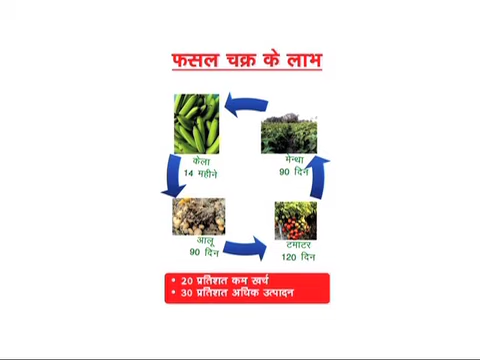 फसल चक्र के लाभ
केला
14 महीने
मेन्था
90 दिन
आलू
90 दिन
टमाटर
120 दिन
• 20 प्रतिशत कम खर्च
• 30 प्रतिशत अधिक उत्पादन